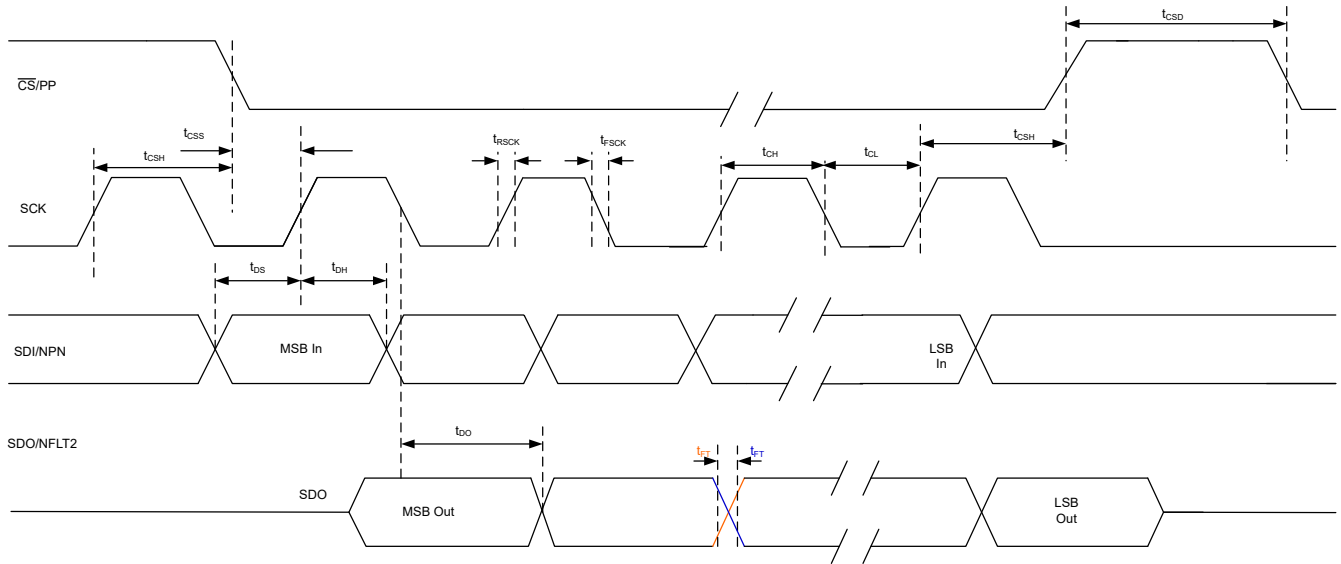 tCSD
C̅S̅/PP
tCSS
tCSH
tRSCK
tFSCK
tCH
tCL
tCSH
SCK
tDS
tDH
SDI/NPN
MSB In
LSB
In
SDO/NFLT2
tDO
tFT
tFT
SDO
MSB Out
LSB
Out